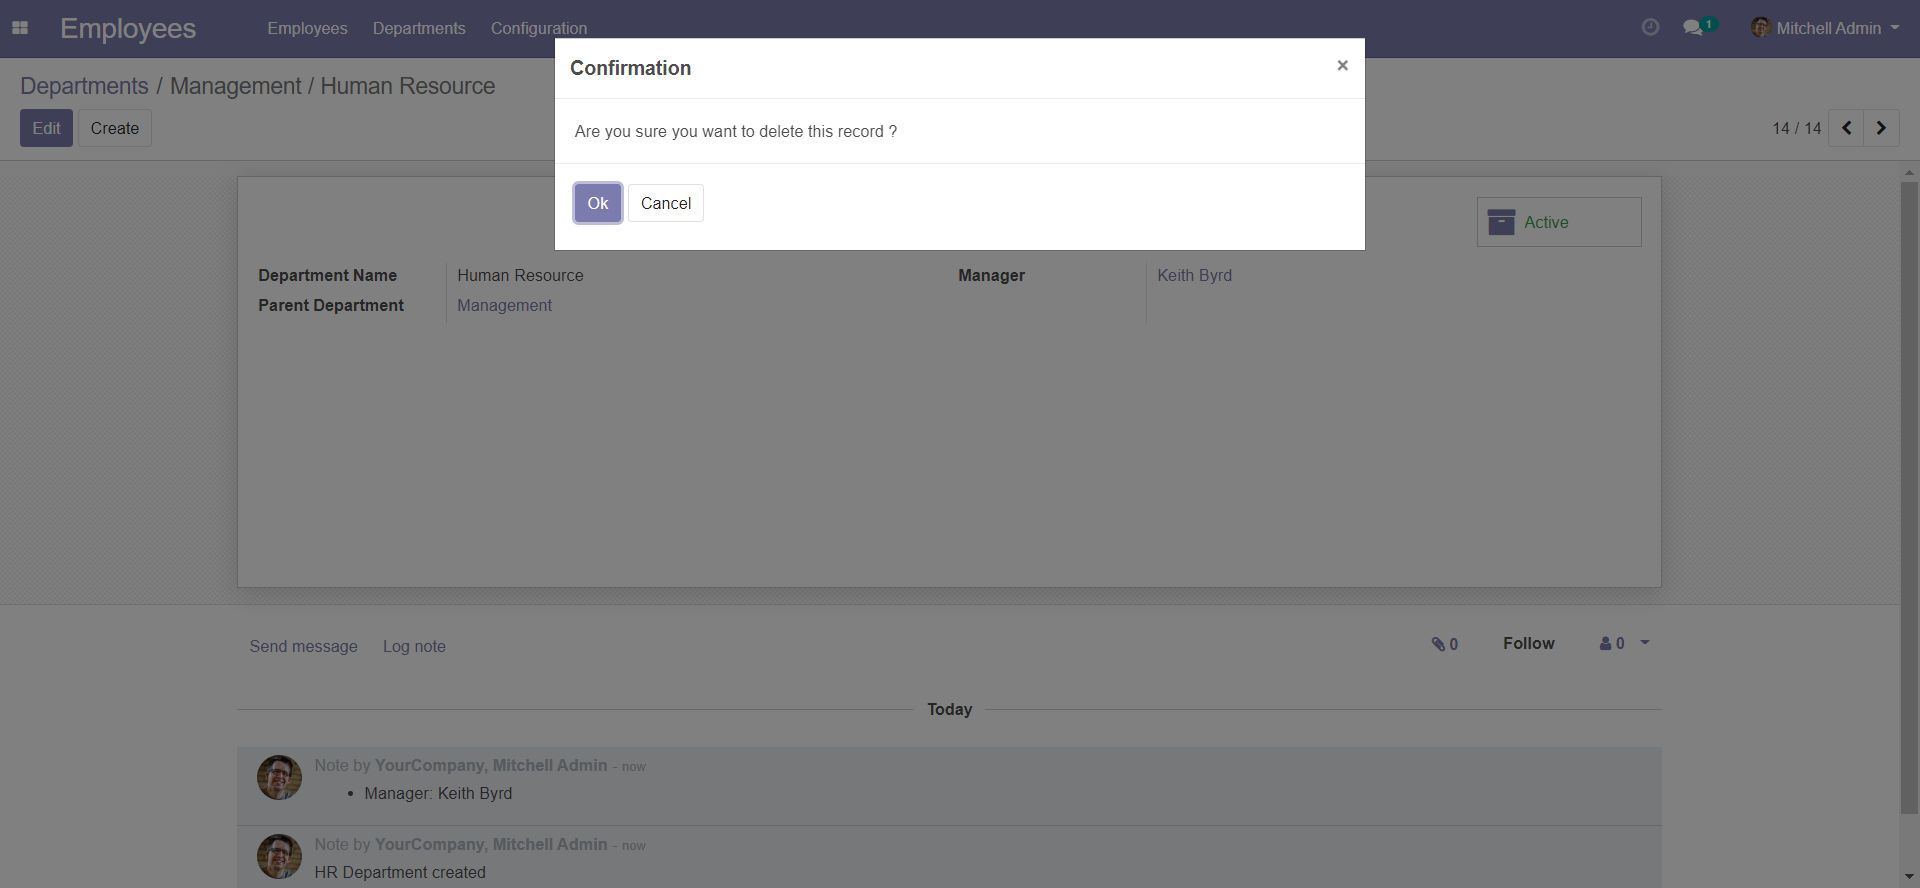 Employees
Employees Departments Configuration
1
Mitchell Admin
Departments / Management / Human Resource
Edit Create
14 / 14
Confirmation
×
Are you sure you want to delete this record ?
Ok Cancel
Active
Department Name Human Resource
Manager Keith Byrd
Parent Department Management
Send message Log note
0 Follow 0
Today
Note by YourCompany, Mitchell Admin - now
• Manager: Keith Byrd
Note by YourCompany, Mitchell Admin - now
HR Department created